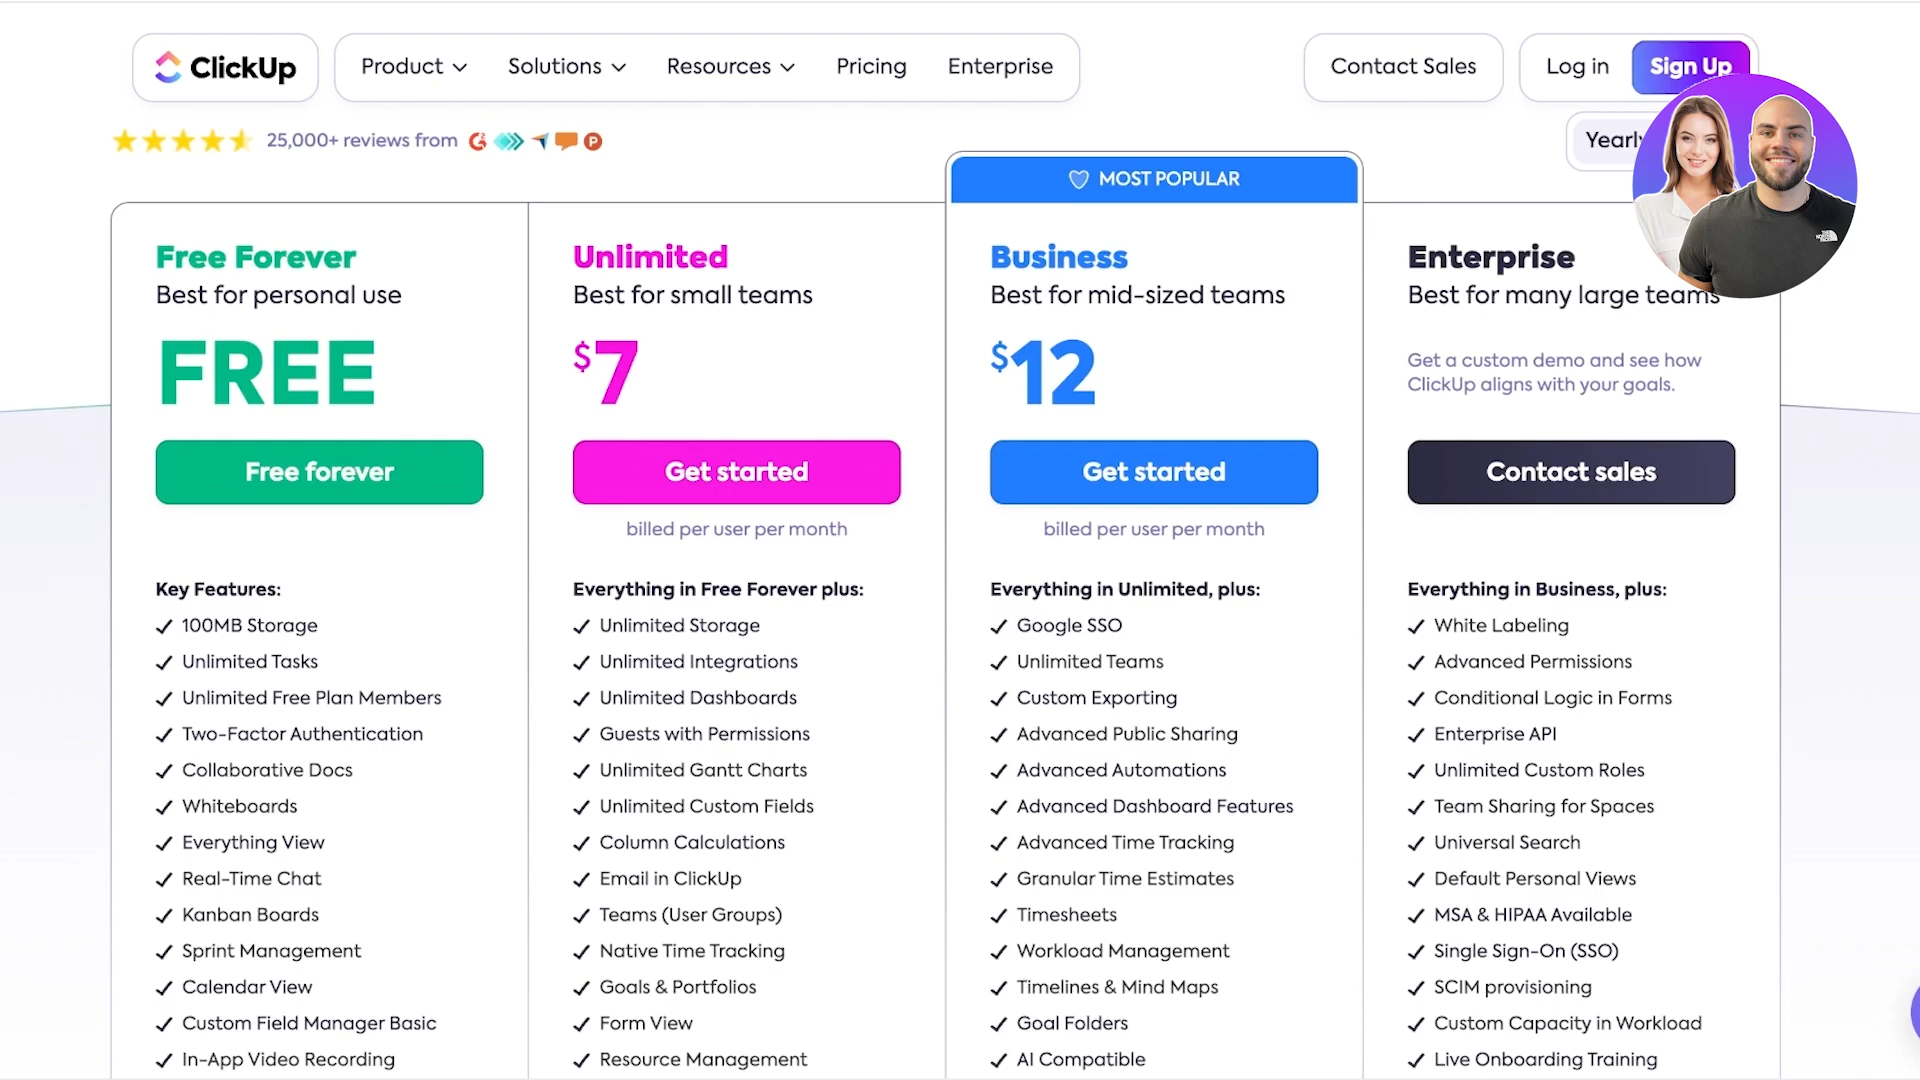 ClickUp
Product
Solutions
Resources
Pricing
Enterprise
Contact Sales
Log in
Sign Up
25,000+ reviews from
MOST POPULAR
Free Forever
Best for personal use
FREE
Free forever
Key Features:
100MB Storage
Unlimited Tasks
Unlimited Free Plan Members
Two-Factor Authentication
Collaborative Docs
Whiteboards
Everything View
Real-Time Chat
Kanban Boards
Sprint Management
Calendar View
Custom Field Manager Basic
In-App Video Recording
Unlimited
Best for small teams
$7
Get started
billed per user per month
Everything in Free Forever plus:
Unlimited Storage
Unlimited Integrations
Unlimited Dashboards
Guests with Permissions
Unlimited Gantt Charts
Unlimited Custom Fields
Column Calculations
Email in ClickUp
Teams (User Groups)
Native Time Tracking
Goals & Portfolios
Form View
Resource Management
Business
Best for mid-sized teams
$12
Get started
billed per user per month
Everything in Unlimited, plus:
Google SSO
Unlimited Teams
Custom Exporting
Advanced Public Sharing
Advanced Automations
Advanced Dashboard Features
Advanced Time Tracking
Granular Time Estimates
Timesheets
Workload Management
Timelines & Mind Maps
Goal Folders
AI Compatible
Enterprise
Best for many large teams
Get a custom demo and see how
ClickUp aligns with your goals.
Contact sales
Everything in Business, plus:
White Labeling
Advanced Permissions
Conditional Logic in Forms
Enterprise API
Unlimited Custom Roles
Team Sharing for Spaces
Universal Search
Default Personal Views
MSA & HIPAA Available
Single Sign-On (SSO)
SCIM provisioning
Custom Capacity in Workload
Live Onboarding Training